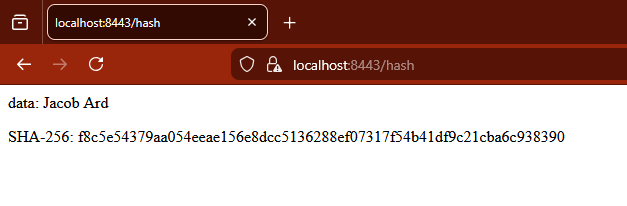 localhost:8443/hash
localhost:8443/hash
data: Jacob Ard
SHA-256: f8c5e54379aa054eeae156e8dcc5136288ef07317f54b41df9c21cba6c938390